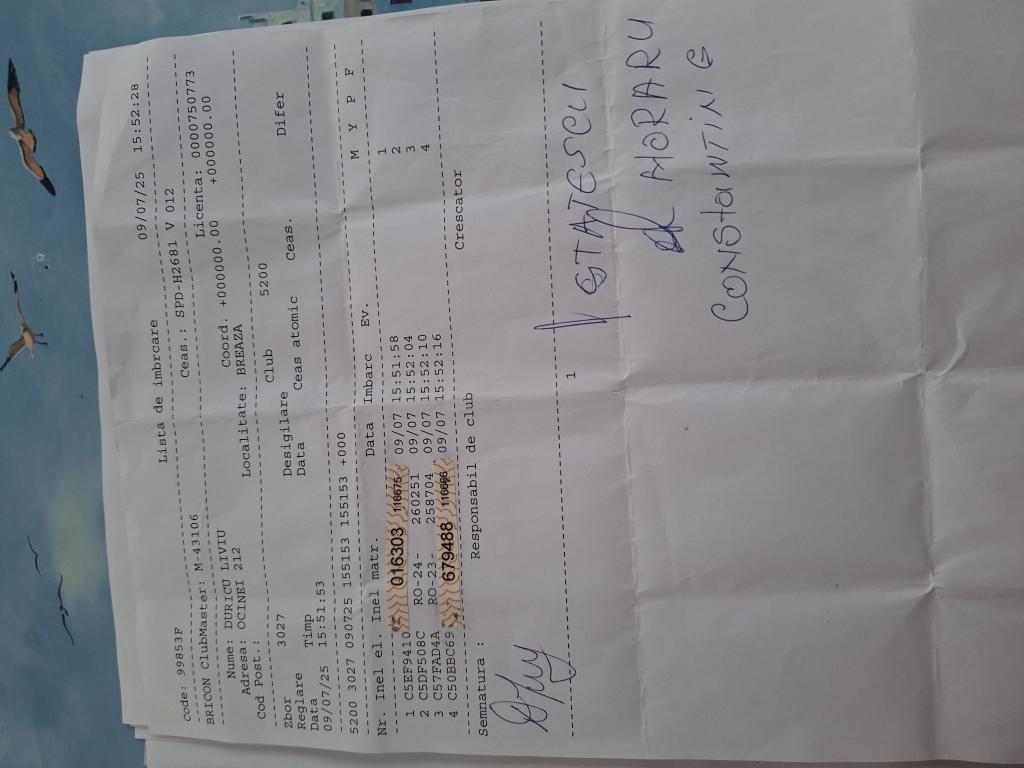 09/07/25 15:52:28
Lista de imbrcare
Code: 99853F Ceas.: SPD-H2681 V 012
BRICON ClubMaster: M-43106 Licenta: 0000750773
Coord. +000000.00 +000000.00
Nume: DURICU LIVIU
Adresa: OCINEI 212 Localitate: BREAZA
Cod Post.: Club 5200
Zbor 3027 Desigilare
Reglare Timp Data Ceas atomic Ceas. Difer
Data
09/07/25 15:51:53
5200 3027 090725 155153 155153 +000
Nr Inel el. Inel matr. Data Imbarc Ev. M Y P F
1 C5EF9410 016303 116675 09/07 15:51:58 1
2 C5DF508C RO-24- 260251 09/07 15:52:04 2
3 C57FAD4A RO-23- 258704 09/07 15:52:10 3
4 C50BBC69 679488 09/07 15:52:16 4
Semnatura : Responsabil de club Crescator
1
STATESCU
HORARU
CONSTANTIN G